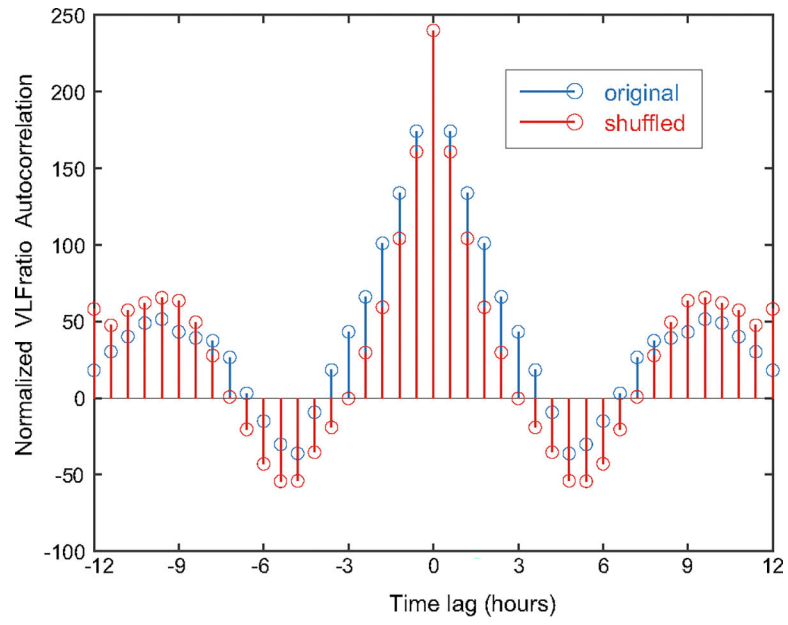 Normalized VLFratio Autocorrelation
250
200
150
100
50
0
-50
-100
original
shuffled
-12 -9 -6 -3 0 3 6 9 12
Time lag (hours)